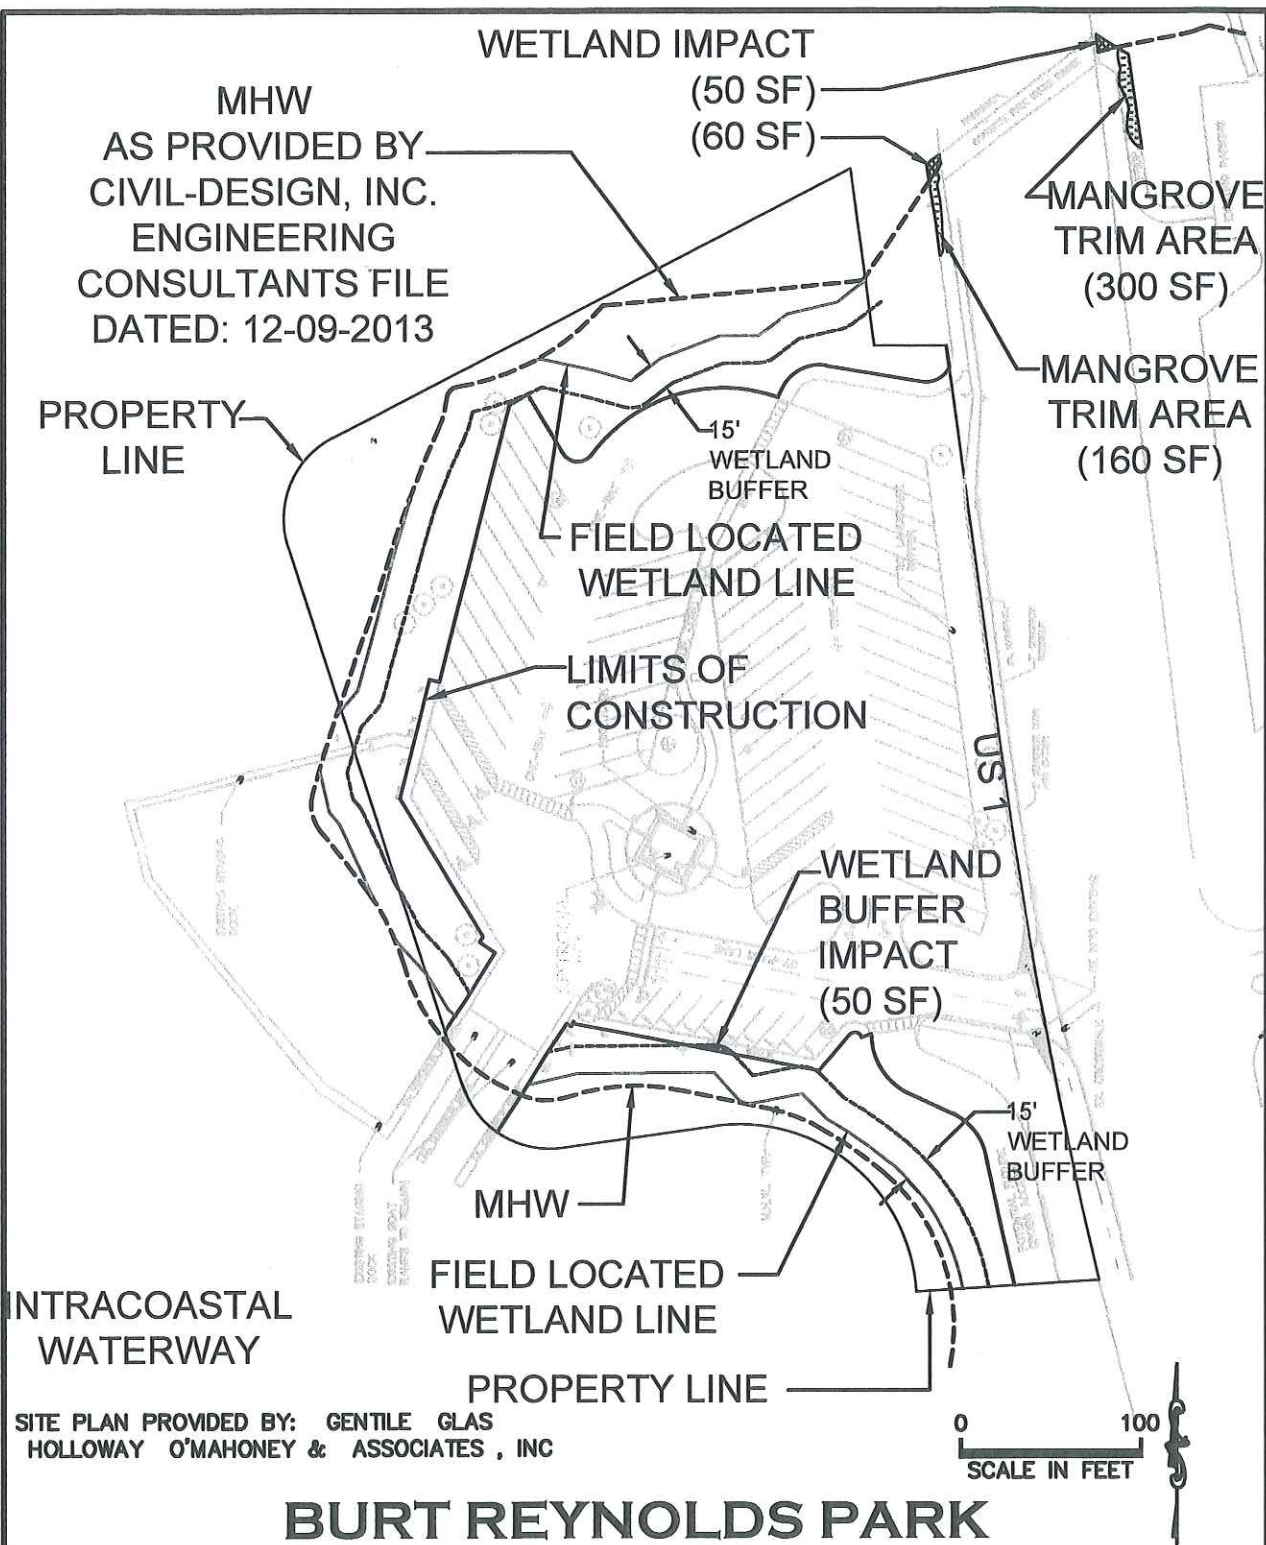 WETLAND IMPACT
(50 SF)
(60 SF)
MHW
AS PROVIDED BY
CIVIL-DESIGN, INC.
ENGINEERING
CONSULTANTS FILE
DATED: 12-09-2013
MANGROVE
TRIM AREA
(300 SF)
MANGROVE
TRIM AREA
(160 SF)
PROPERTY
LINE
15'
WETLAND
BUFFER
FIELD LOCATED
WETLAND LINE
LIMITS OF
CONSTRUCTION
US 1
WETLAND
BUFFER
IMPACT
(50 SF)
15'
WETLAND
BUFFER
MHW
FIELD LOCATED
WETLAND LINE
INTRACOASTAL
WATERWAY
PROPERTY LINE
SITE PLAN PROVIDED BY: GENTILE GLAS
HOLLOWAY O'MAHONEY & ASSOCIATES , INC
0 100
SCALE IN FEET
BURT REYNOLDS PARK